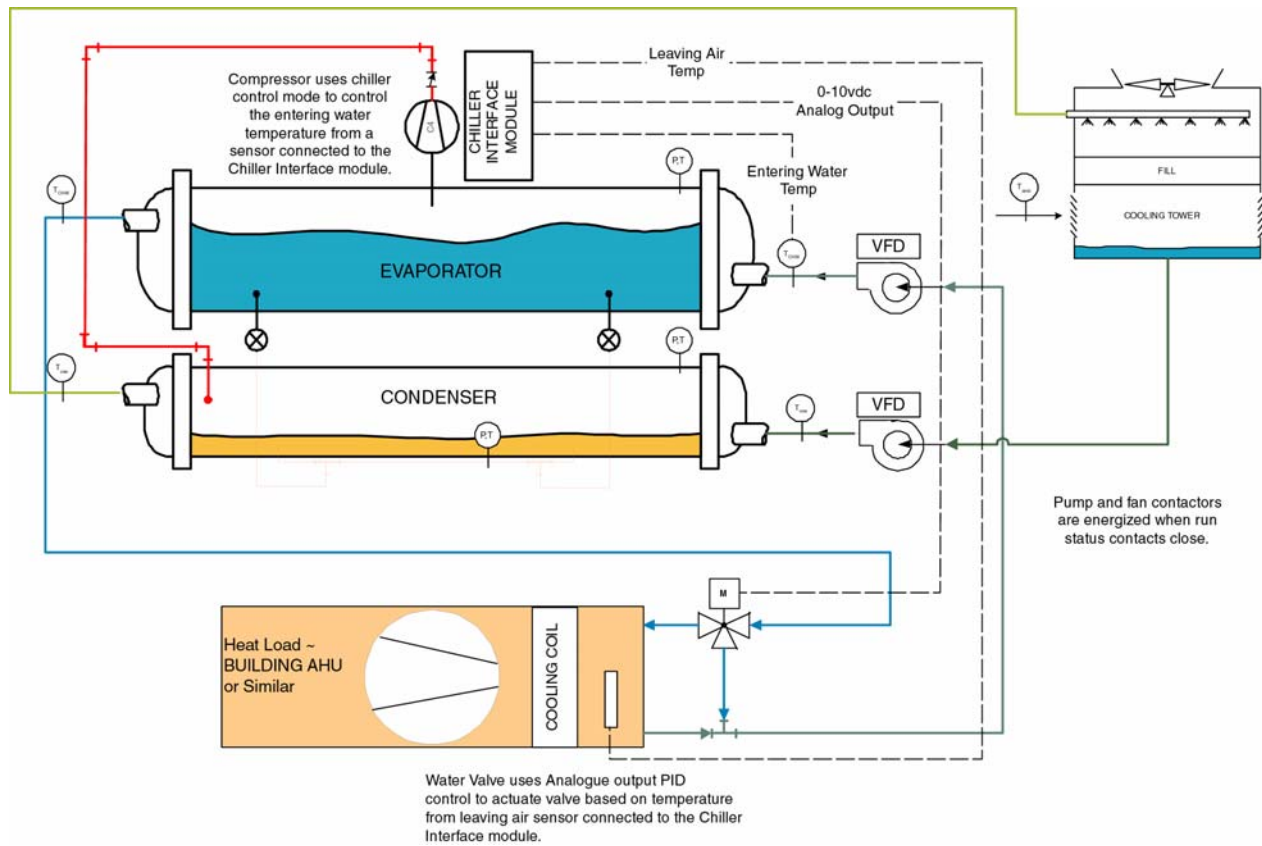 Leaving Air
Temp
0-10vdc
Analog Output
Compressor uses chiller
control mode to control
the entering water
temperature from a
sensor connected to the
Chiller Interface module.
C4
CHILLER
INTERFACE
MODULE
Entering Water
Temp
P,T
FILL
COOLING TOWER
VFD
EVAPORATOR
P,T
CONDENSER
VFD
P,T
Pump and fan contactors
are energized when run
status contacts close.
M
Heat Load ~
BUILDING AHU
or Similar
COOLING COIL
Water Valve uses Analogue output PID
control to actuate valve based on temperature
from leaving air sensor connected to the Chiller
Interface module.